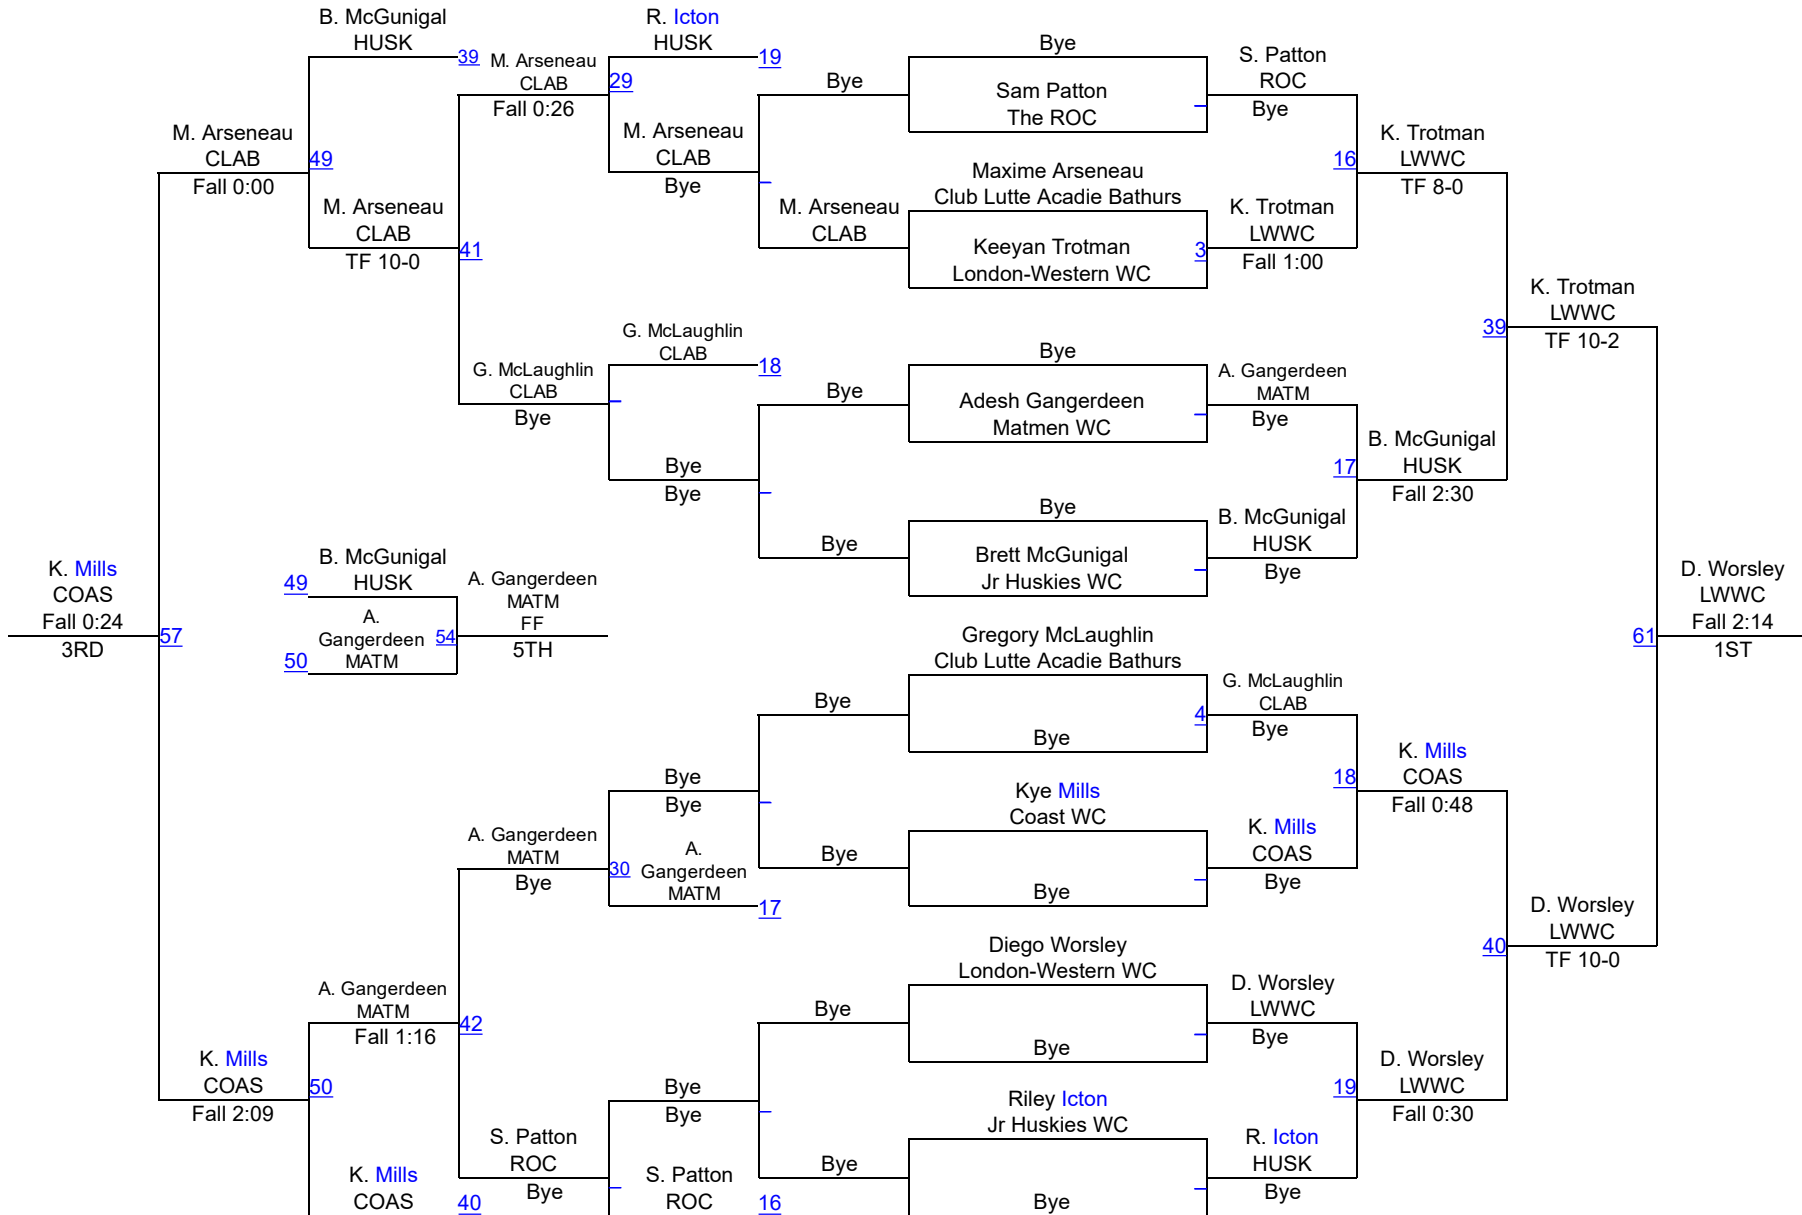 B. McGunigal
HUSK
39
M. Arseneau
CLAB
Fall 0:26
R. Icton
HUSK
19
29
Bye
Bye
Sam Patton
The ROC
S. Patton
ROC
Bye
M. Arseneau
CLAB
Fall 0:00
49
M. Arseneau
CLAB
Bye
Maxime Arseneau
Club Lutte Acadie Bathurs
16
K. Trotman
LWWC
TF 8-0
M. Arseneau
CLAB
TF 10-0
41
M. Arseneau
CLAB
Keeyan Trotman
London-Western WC
3
K. Trotman
LWWC
Fall 1:00
K. Trotman
LWWC
TF 10-2
39
G. McLaughlin
CLAB
18
Bye
G. McLaughlin
CLAB
Bye
Bye
Adesh Gangerdeen
Matmen WC
A. Gangerdeen
MATM
Bye
Bye
Bye
17
B. McGunigal
HUSK
Fall 2:30
Bye
Bye
Brett McGunigal
Jr Huskies WC
B. McGunigal
HUSK
Bye
K. Mills
COAS
Fall 0:24
3RD
57
49
B. McGunigal
HUSK
A.
Gangerdeen
MATM
50
54
A. Gangerdeen
MATM
FF
5TH
61
D. Worsley
LWWC
Fall 2:14
1ST
Gregory McLaughlin
Club Lutte Acadie Bathurs
Bye
4
Bye
G. McLaughlin
CLAB
Bye
Bye
Bye
Kye Mills
Coast WC
18
K. Mills
COAS
Fall 0:48
A. Gangerdeen
MATM
Bye
30
A.
Gangerdeen
MATM
17
Bye
Bye
K. Mills
COAS
Bye
Diego Worsley
London-Western WC
40
D. Worsley
LWWC
TF 10-0
A. Gangerdeen
MATM
Fall 1:16
42
Bye
Bye
D. Worsley
LWWC
Bye
K. Mills
COAS
Fall 2:09
50
Bye
Bye
Riley Icton
Jr Huskies WC
19
D. Worsley
LWWC
Fall 0:30
K. Mills
COAS
40
S. Patton
ROC
Bye
S. Patton
ROC
16
Bye
Bye
R. Icton
HUSK
Bye